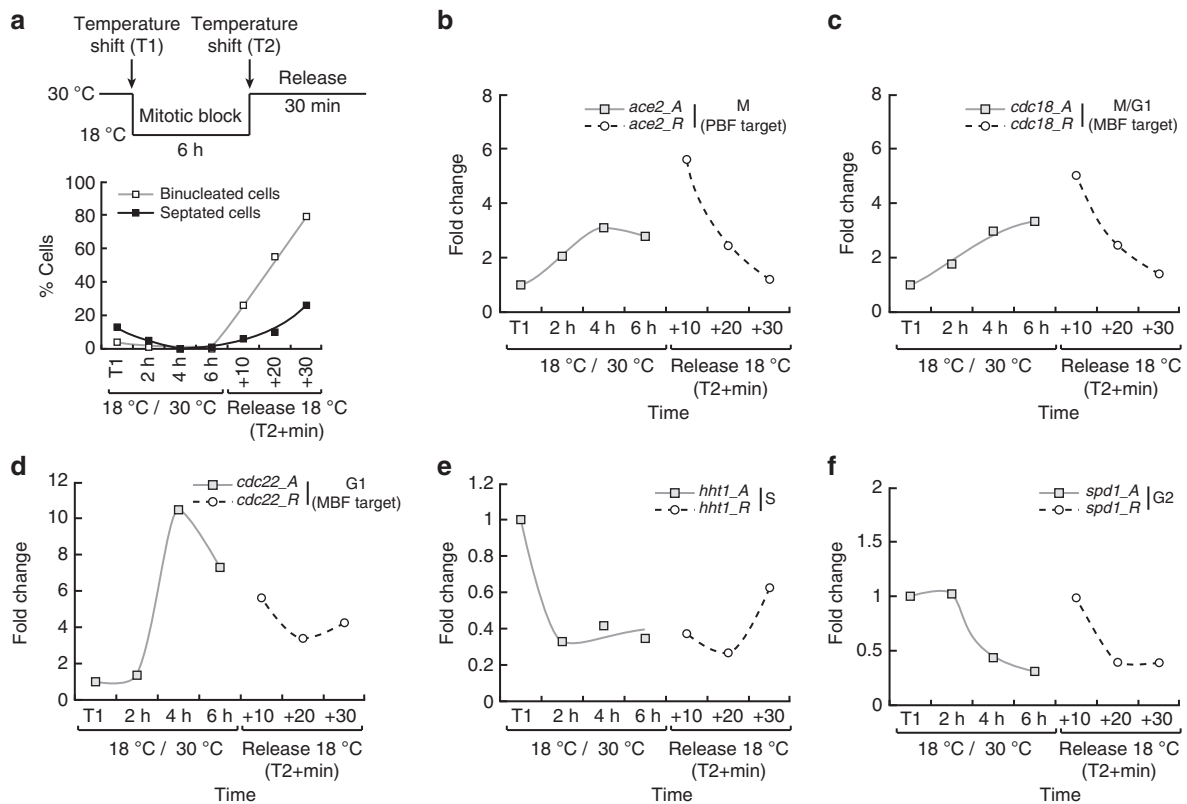 a
Temperature
shift (T1)
Temperature
shift (T2)
Release
30 °C
30 min
Mitotic block
18 °C
6 h
100
80
60
40
20
0
% Cells
Binucleated cells
Septated cells
T1
2 h
4 h
6 h
+10
+20
+30
18 °C / 30 °C
Release 18 °C
(T2+min)
b
8
6
4
2
0
Fold change
ace2_A
ace2_R
M
(PBF target)
T1 2 h 4 h 6 h +10 +20 +30
18 °C / 30 °C
Release 18 °C
(T2+min)
Time
c
8
6
4
2
0
Fold change
cdc18_A
cdc18_R
M/G1
(MBF target)
T1 2 h 4 h 6 h +10 +20 +30
18 °C / 30 °C
Release 18 °C
(T2+min)
Time
d
12
10
8
6
4
2
0
Fold change
cdc22_A
cdc22_R
G1
(MBF target)
T1 2 h 4 h 6 h +10 +20 +30
18 °C / 30 °C
Release 18 °C
(T2+min)
Time
e
1.2
1
0.8
0.6
0.4
0.2
0
Fold change
hht1_A
hht1_R
S
T1 2 h 4 h 6 h +10 +20 +30
18 °C / 30 °C
Release 18 °C
(T2+min)
Time
f
2
1.5
1
0.5
0
Fold change
spd1_A
spd1_R
G2
T1 2 h 4 h 6 h +10 +20 +30
18 °C / 30 °C
Release 18 °C
(T2+min)
Time